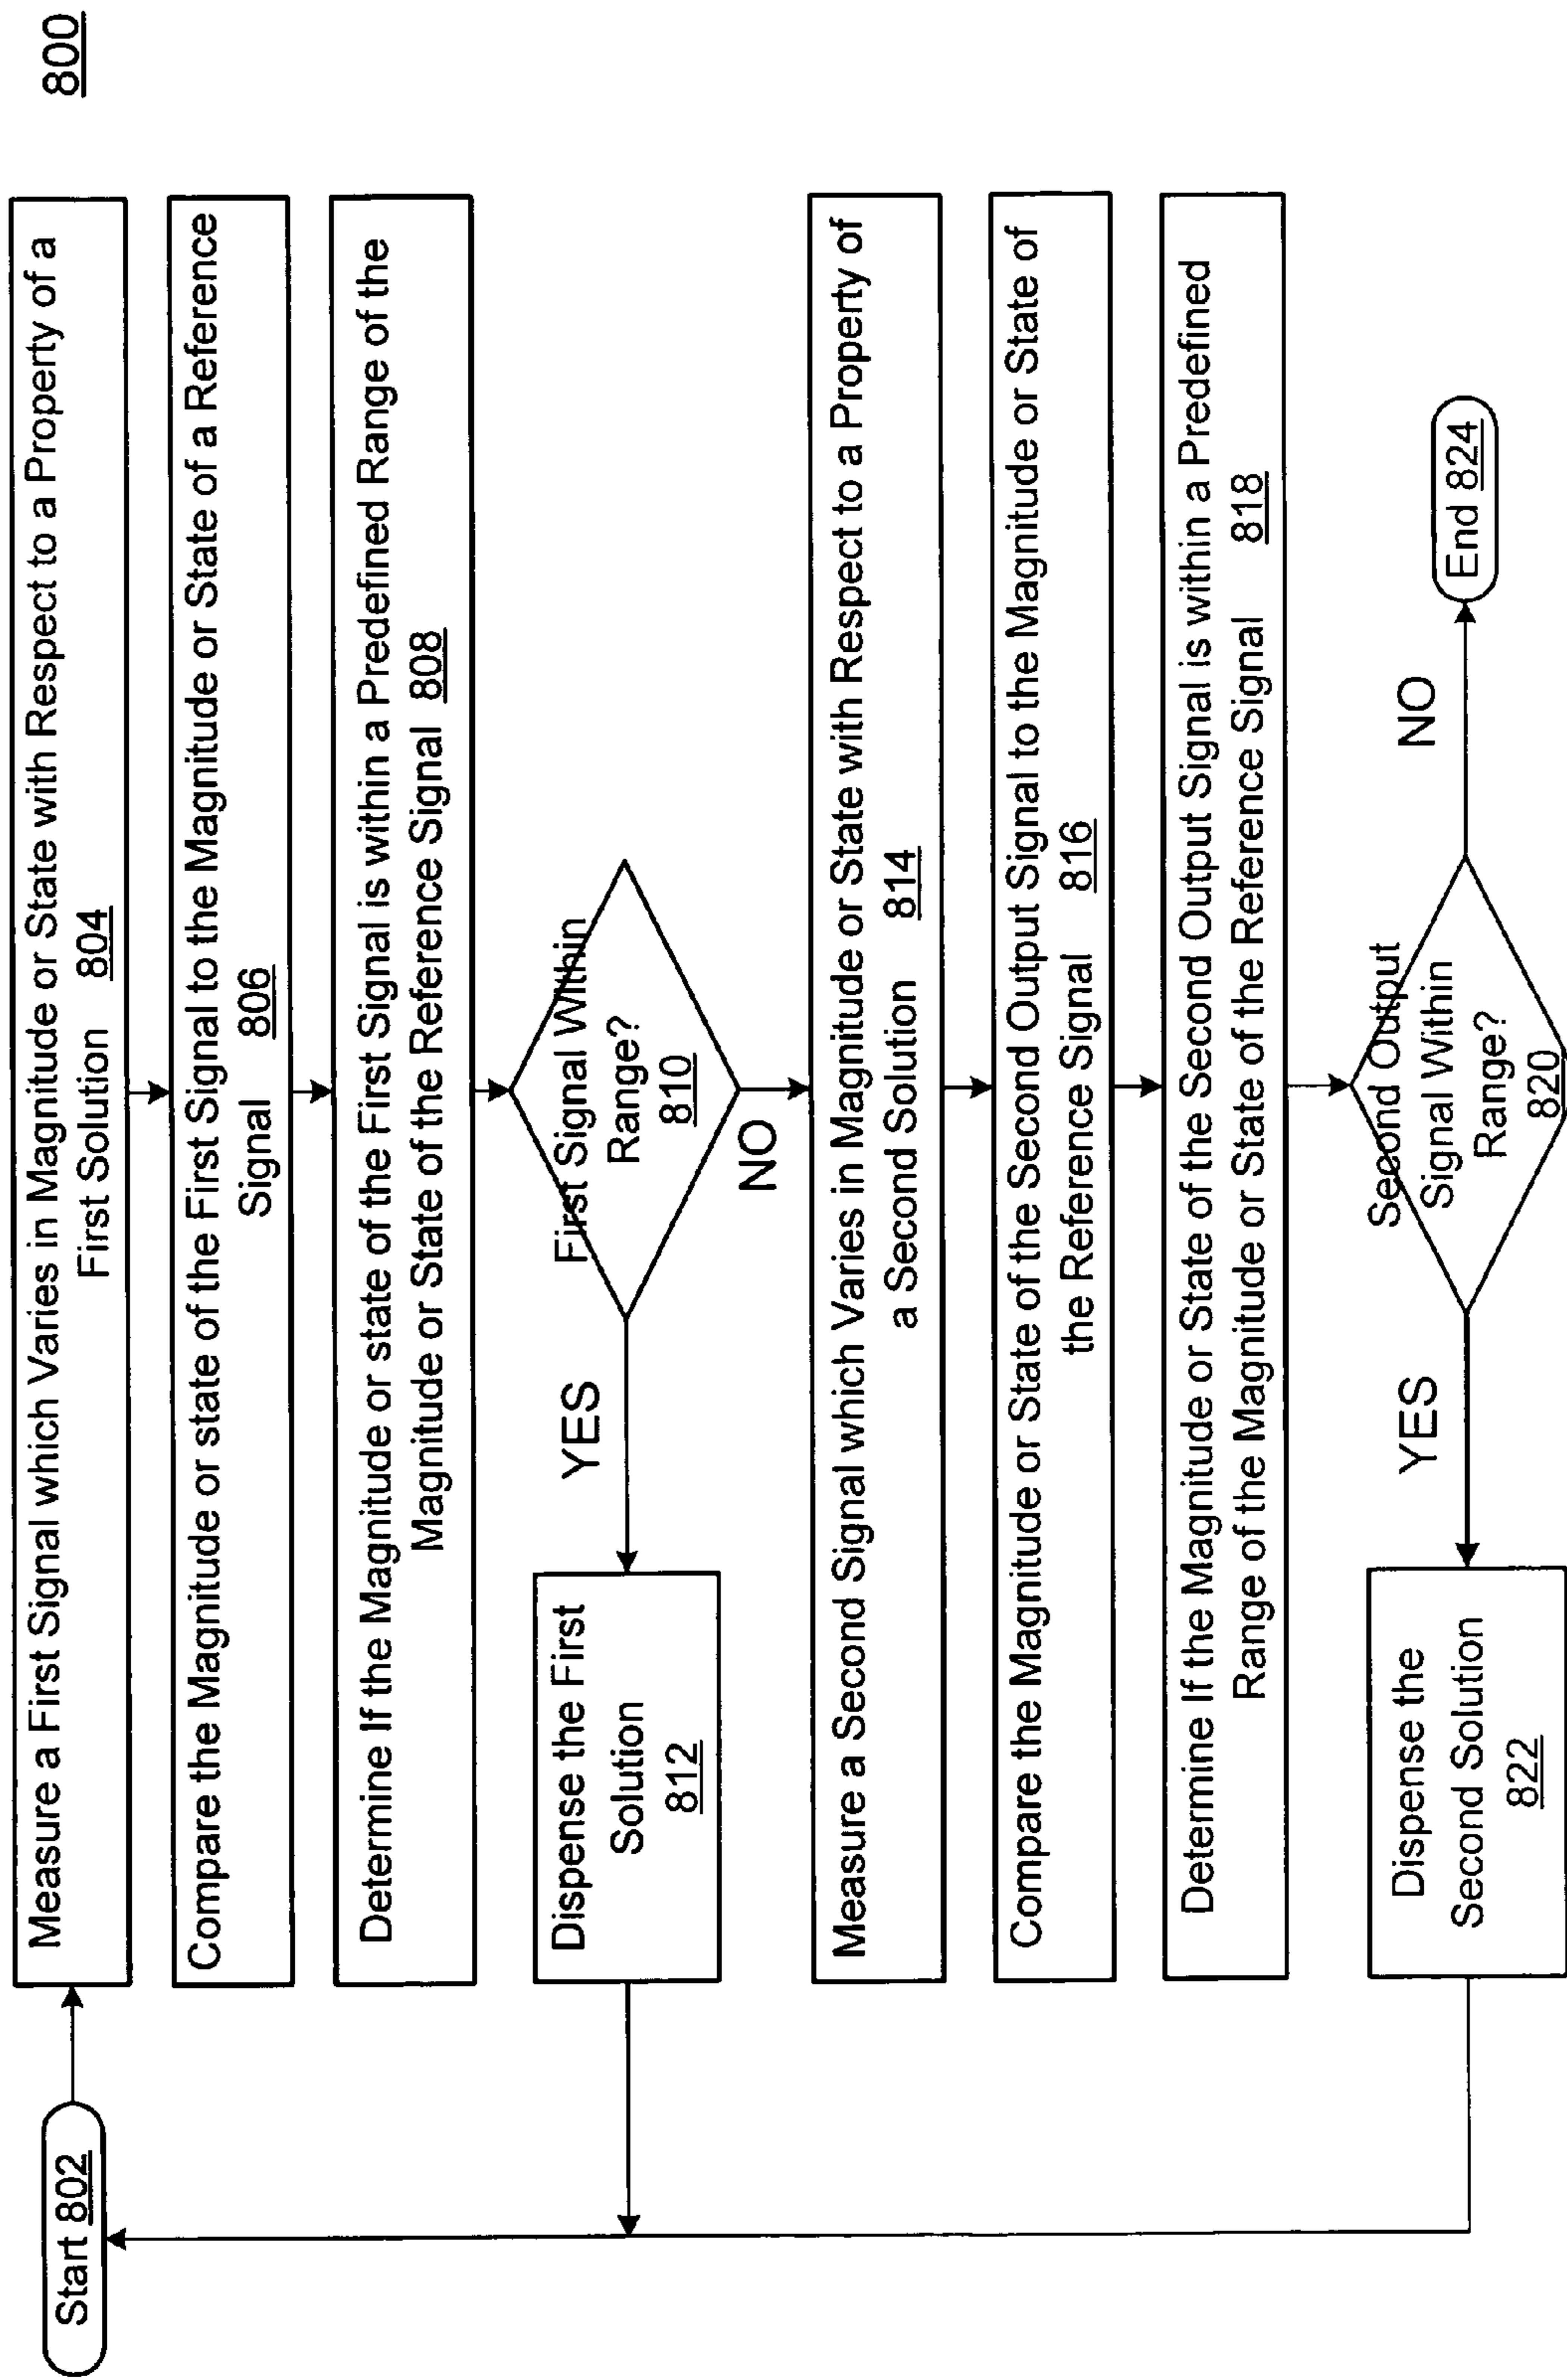 800
Start 802
Measure a First Signal which Varies in Magnitude or State with Respect to a Property of a
First Solution 804
Compare the Magnitude or state of the First Signal to the Magnitude or State of a Reference
Signal 806
Determine If the Magnitude or state of the First Signal is within a Predefined Range of the
Magnitude or State of the Reference Signal 808
First Signal Within
Range?
810
YES
NO
Dispense the First
Solution
812
Measure a Second Signal which Varies in Magnitude or State with Respect to a Property of
a Second Solution 814
Compare the Magnitude or State of the Second Output Signal to the Magnitude or State of
the Reference Signal 816
Determine If the Magnitude or State of the Second Output Signal is within a Predefined
Range of the Magnitude or State of the Reference Signal 818
Second Output
Signal Within
Range?
820
YES
NO
Dispense the
Second Solution
822
End 824